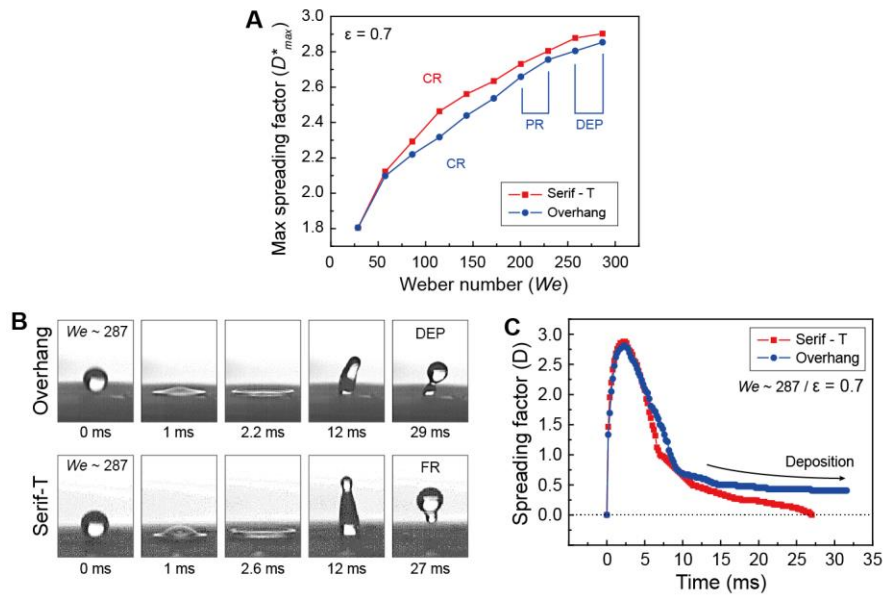 A
Max spreading factor (D*max)
3.0
2.8
2.6
2.4
2.2
2.0
1.8
ε = 0.7
CR
CR
PR
DEP
Serif - T
Overhang
0 50 100 150 200 250 300
Weber number (We)
B
Overhang
We ~ 287
DEP
0 ms 1 ms 2.2 ms 12 ms 29 ms
Serif-T
We ~ 287
FR
0 ms 1 ms 2.6 ms 12 ms 27 ms
C
Spreading factor (D)
3.0
2.5
2.0
1.5
1.0
0.5
0.0
Serif - T
Overhang
We ~ 287 / ε = 0.7
Deposition
0 5 10 15 20 25 30 35
Time (ms)